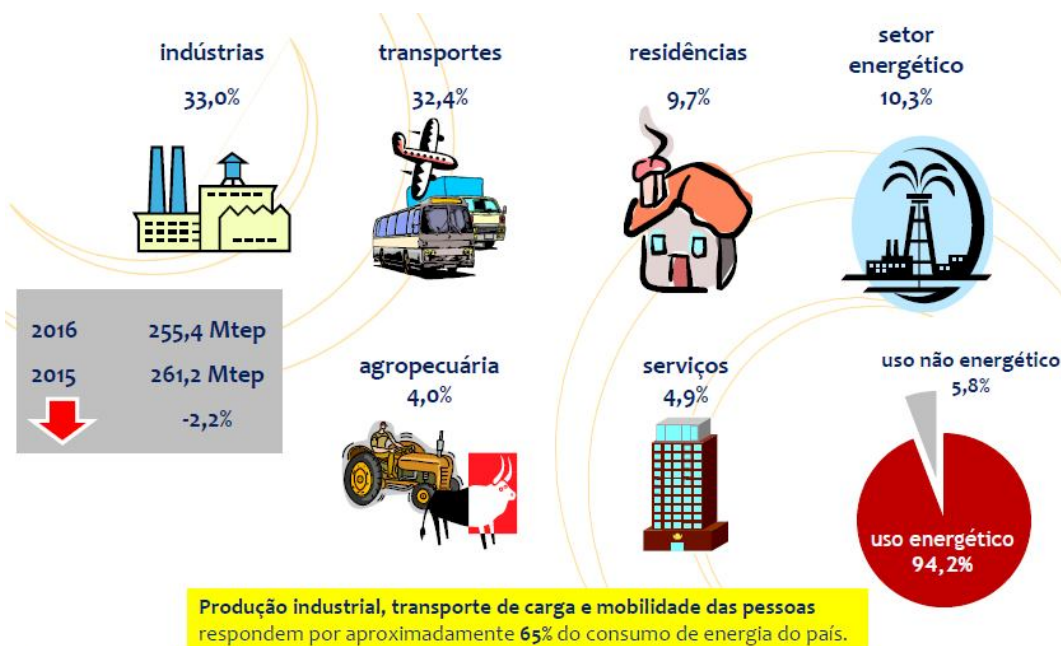 indústrias
33,0%
transportes
32,4%
residências
9,7%
setor
energético
10,3%
2016 255,4 Mtep
2015 261,2 Mtep
-2,2%
agropecuária
4,0%
serviços
4,9%
uso não energético
5,8%
uso energético
94,2%
Produção industrial, transporte de carga e mobilidade das pessoas
respondem por aproximadamente 65% do consumo de energia do país.